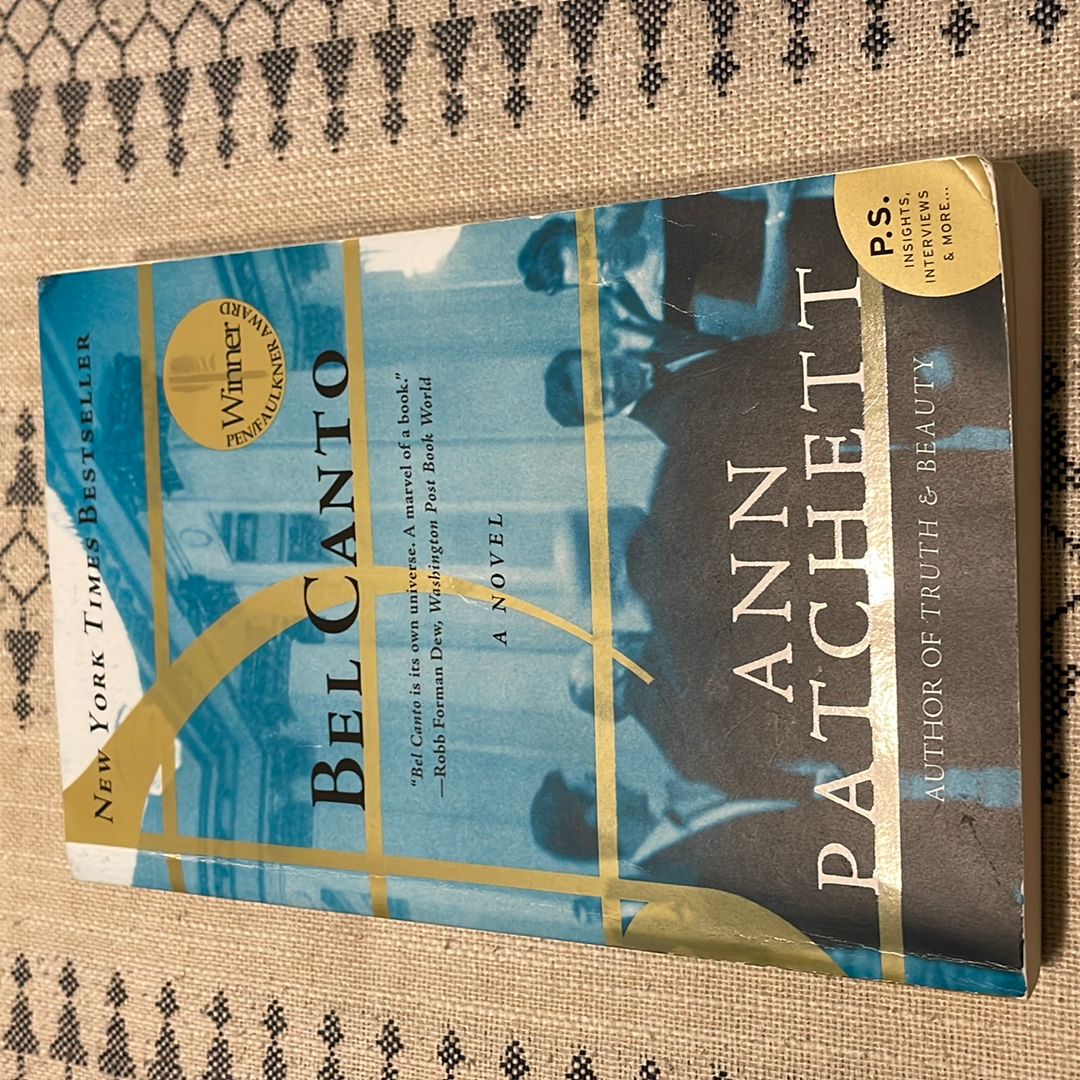 NEW YORK TIMES BESTSELLER
Winner
PEN/FAULKNER AWARD
BEL CANTO
"Bel Canto is its own universe. A marvel of a book."
—Robb Forman Dew, Washington Post Book World
A NOVEL
ANN
PATCHETT
AUTHOR OF TRUTH & BEAUTY
P.S.
INSIGHTS,
INTERVIEWS
& MORE...